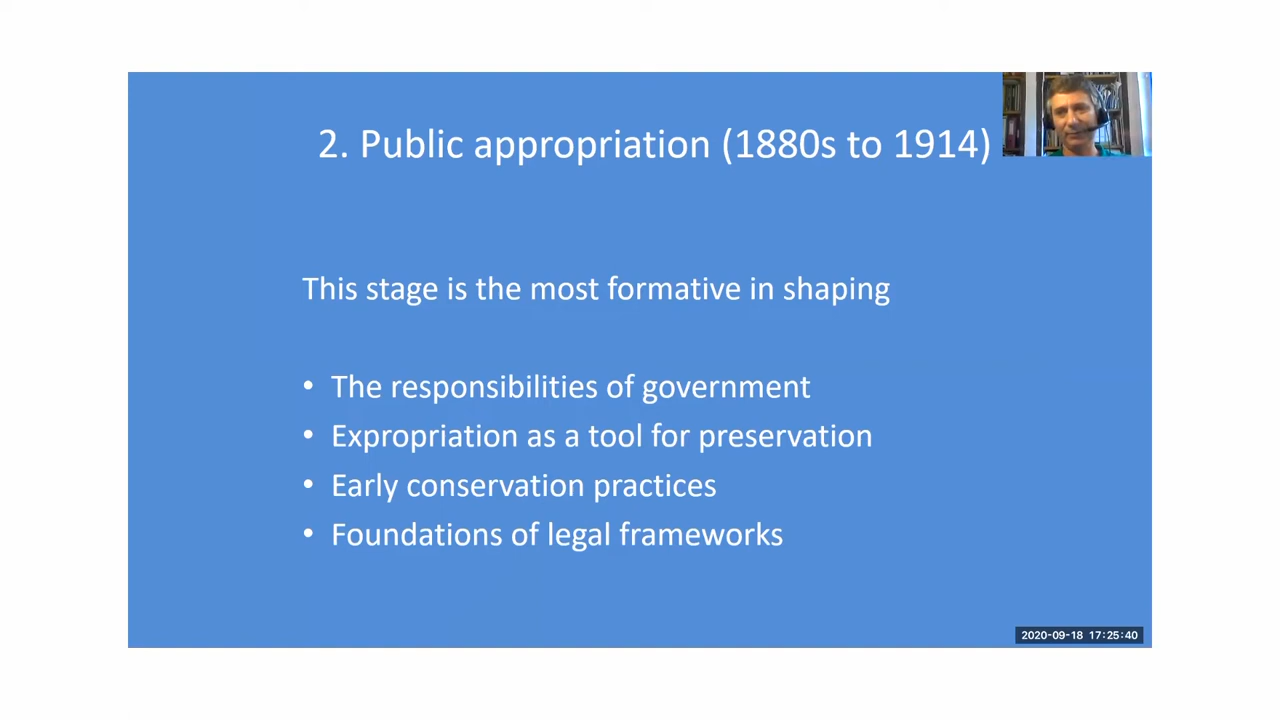 2. Public appropriation (1880s to 1914)
This stage is the most formative in shaping
• The responsibilities of government
• Expropriation as a tool for preservation
• Early conservation practices
• Foundations of legal frameworks
2020-09-18 17:25:40